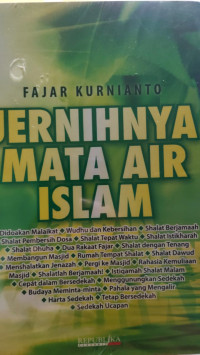 FAJAR KURNIANTO
JERNIHNYA
MATA AIR
ISLAM
Didoakan Malaikat ◆ Wudhu dan Kebersihan ◆ Shalat Berjamaah
Shalat Pembersih Dosa ◆ Shalat Tepat Waktu ◆ Shalat Istikharah
Shalat Dhuha ◆ Dua Rakaat Fajar ◆ Shalat dengan Tenang
Membangun Masjid ◆ Rumah Tempat Shalat ◆ Shalat Dawud
Menshalatkan Jenazah ◆ Pergi ke Masjid ◆ Rahasia Kemuliaan
Masjid ◆ Shalatlah Berjamaah ◆ Istiqamah Shalat Malam
Cepat dalam Bersedekah ◆ Menggunungkan Sedekah
Budaya Meminta-minta ◆ Pahala yang Mengalir
Harta Sedekah ◆ Tetap Bersedekah
Sedekah Ucapan
REPUBLIKA